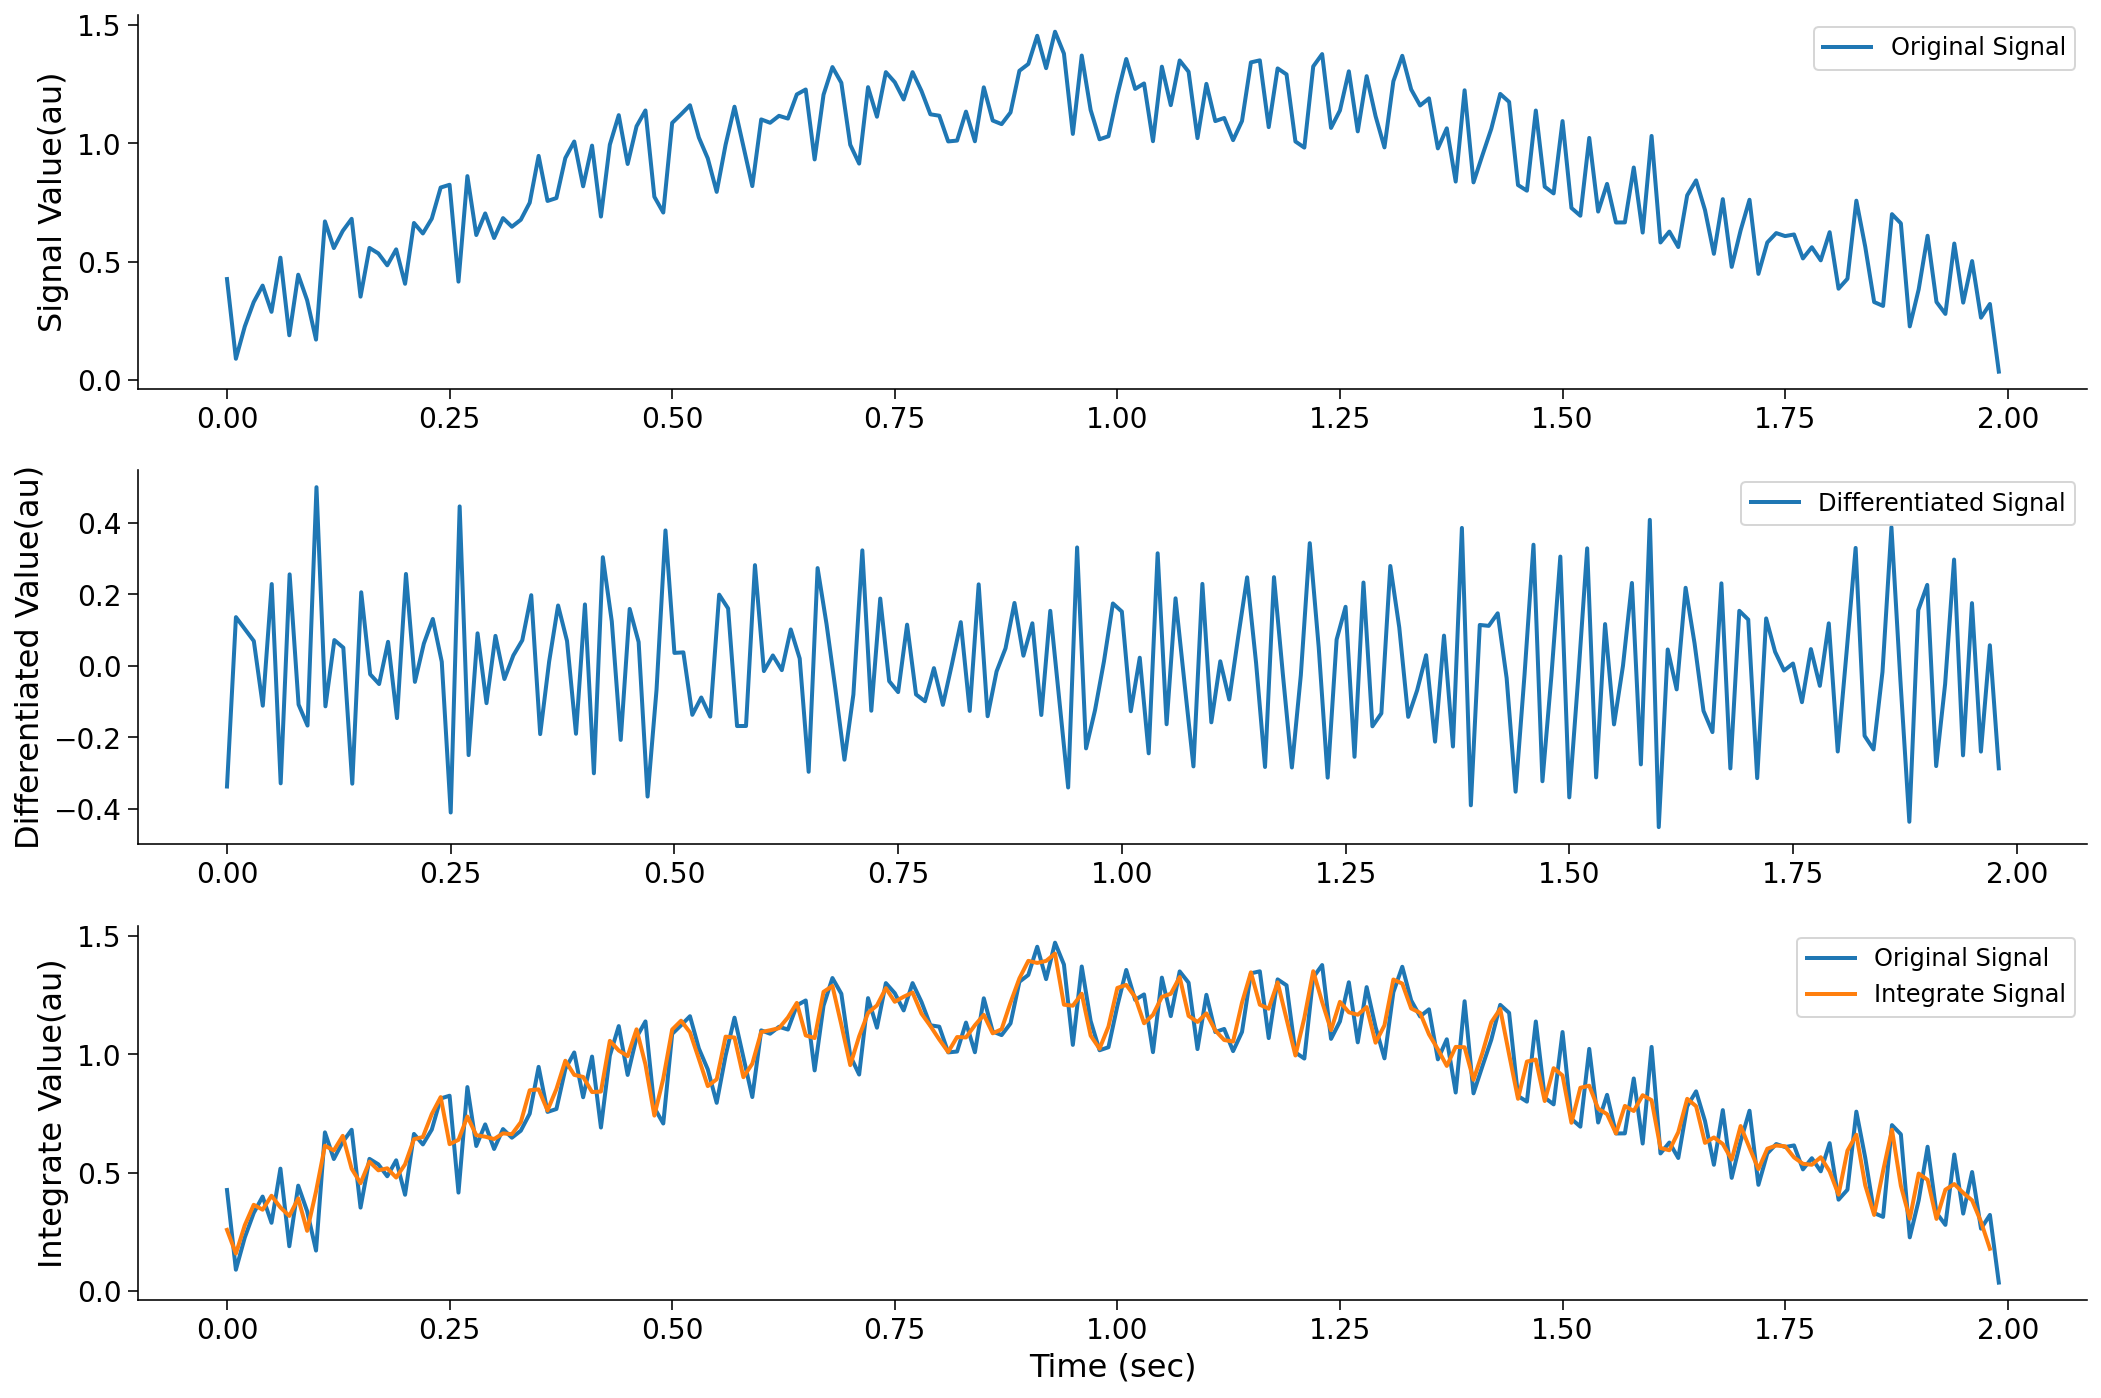 Signal Value(au)
1.5
1.0
0.5
0.0
Original Signal
0.00 0.25 0.50 0.75 1.00 1.25 1.50 1.75 2.00
Differentiated Value(au)
0.4
0.2
0.0
−0.2
−0.4
Differentiated Signal
0.00 0.25 0.50 0.75 1.00 1.25 1.50 1.75 2.00
Integrate Value(au)
1.5
1.0
0.5
0.0
Original Signal
Integrate Signal
0.00 0.25 0.50 0.75 1.00 1.25 1.50 1.75 2.00
Time (sec)